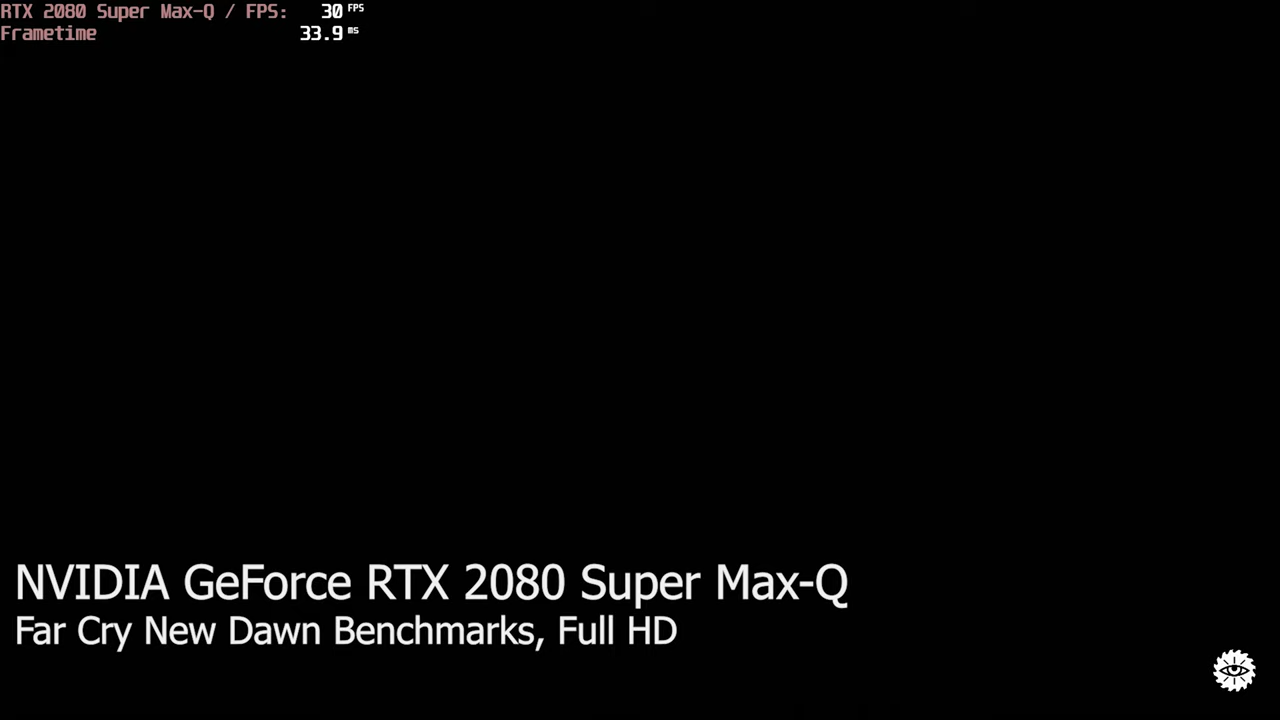 RTX 2080 Super Max-Q / FPS: 30 FPS
Frametime 33.9 ms
NVIDIA GeForce RTX 2080 Super Max-Q
Far Cry New Dawn Benchmarks, Full HD